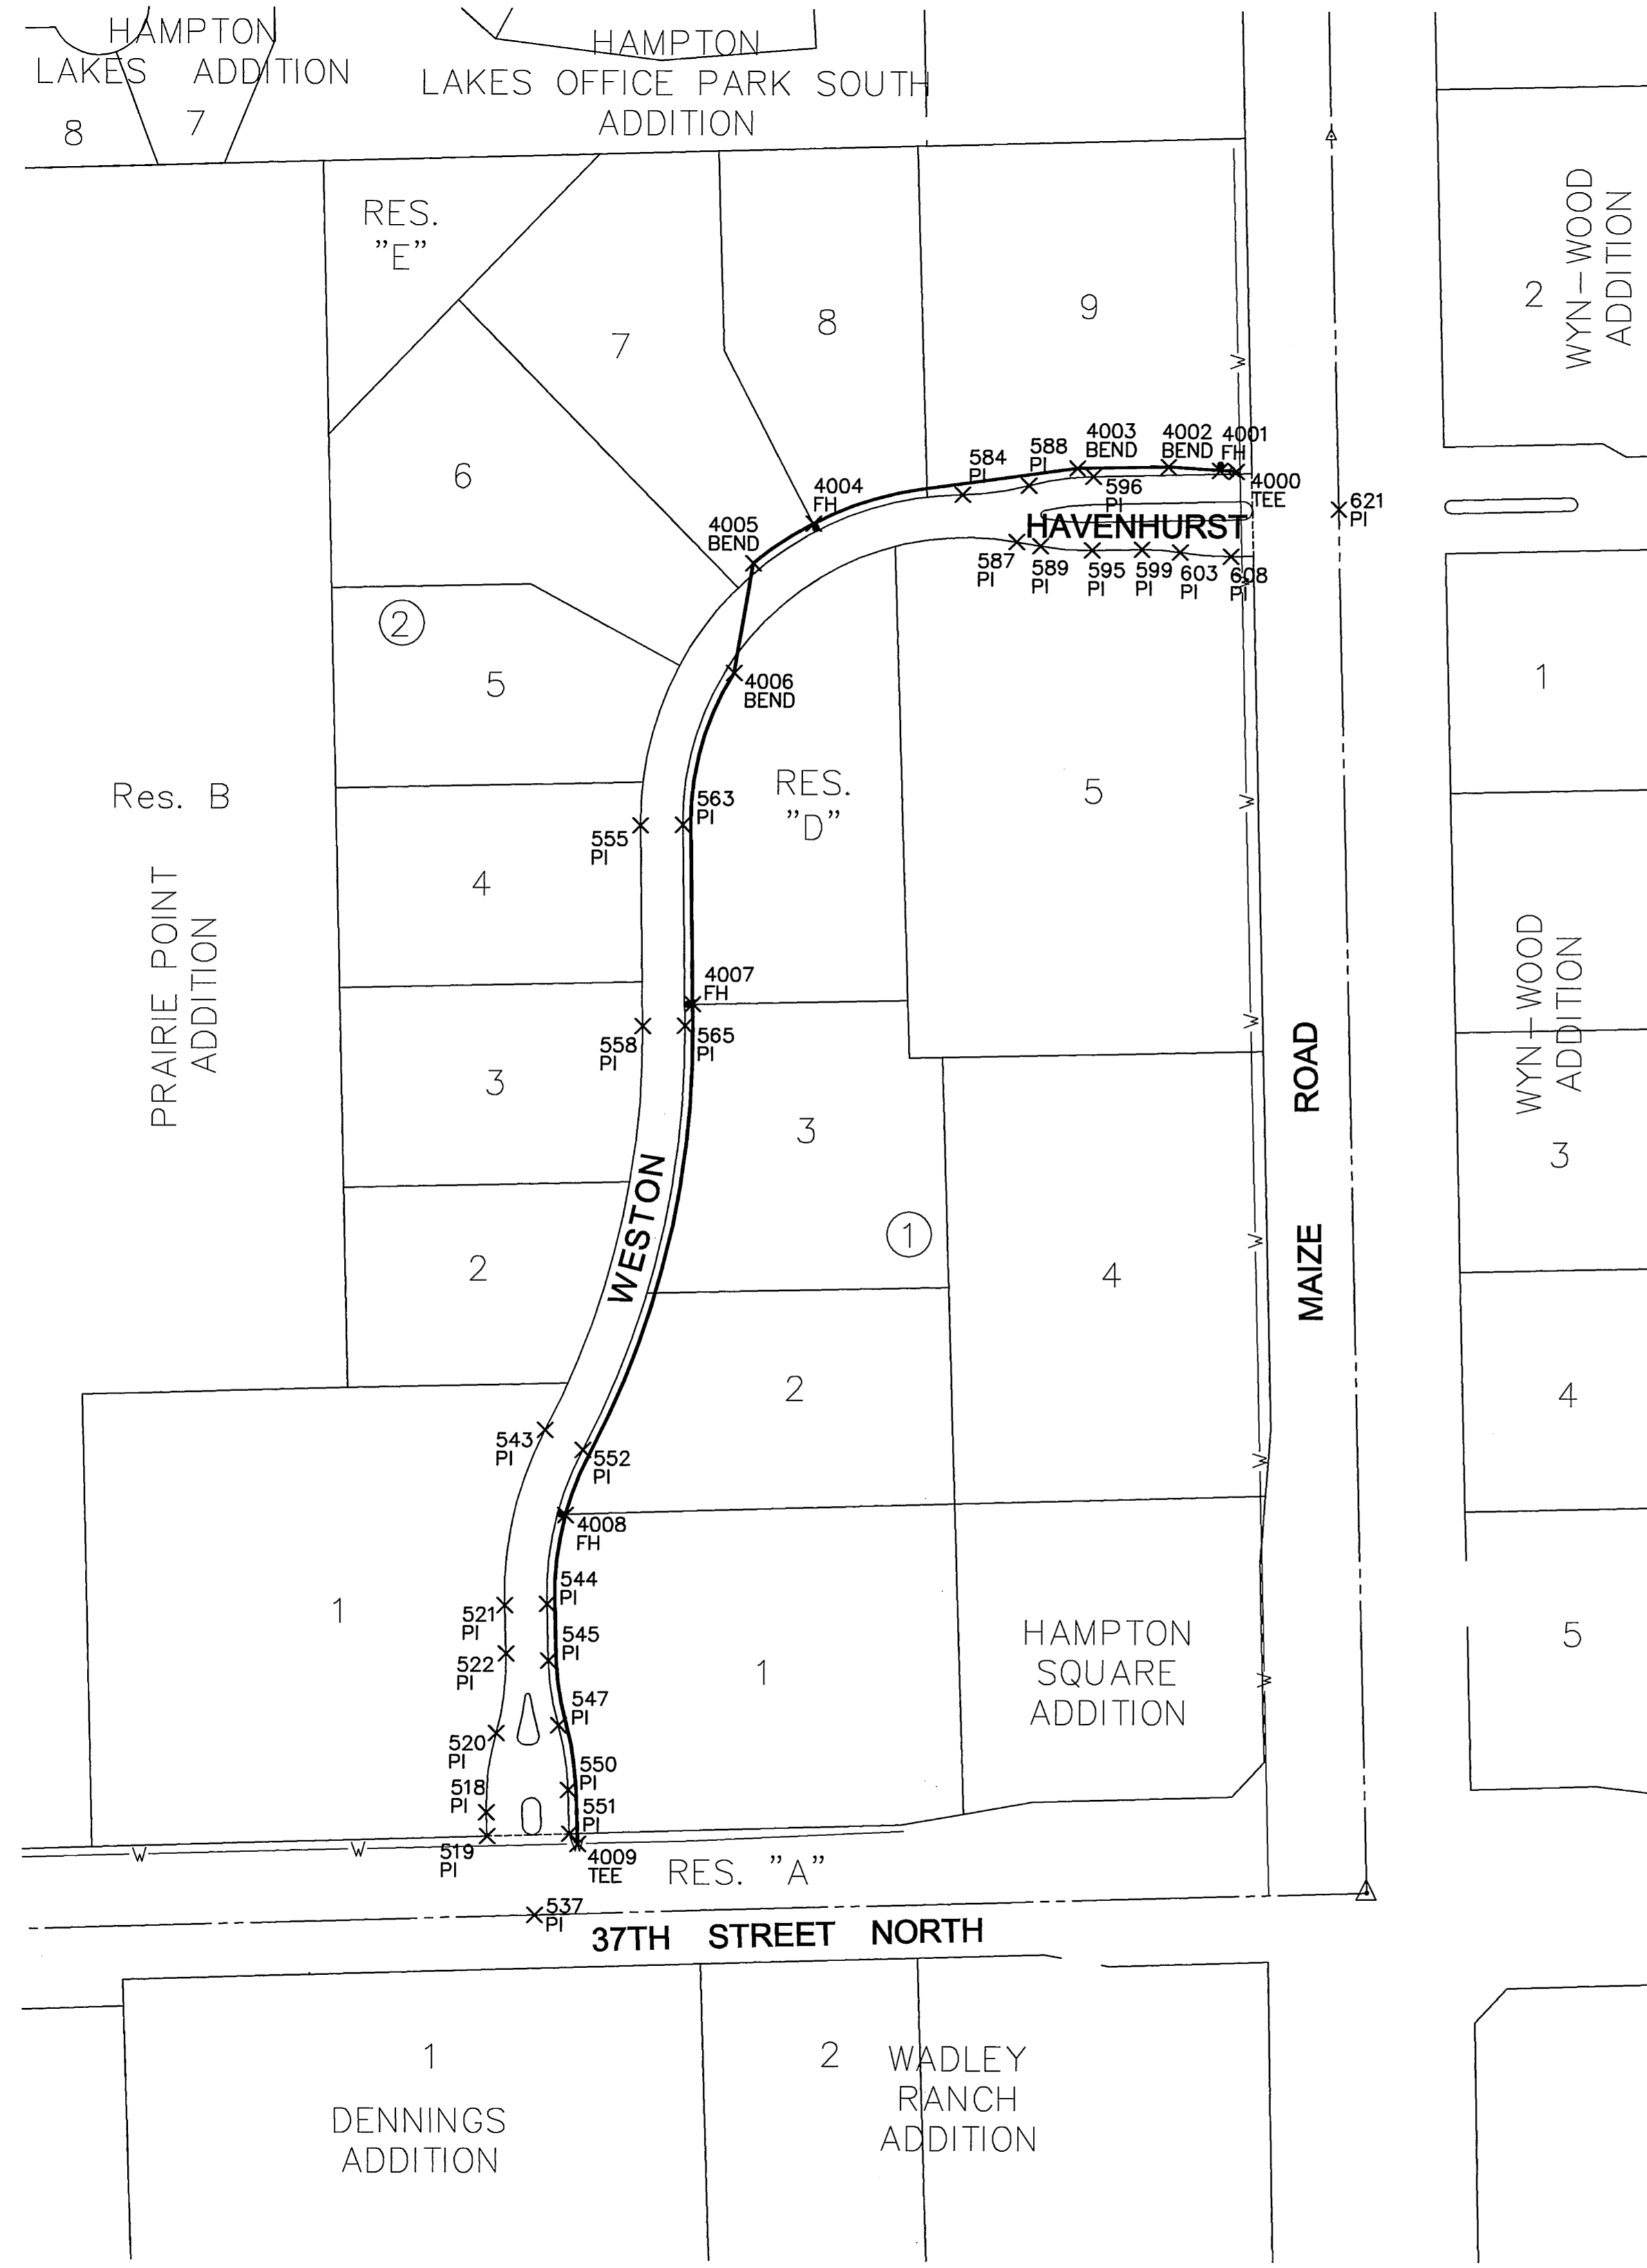 HAMPTON
LAKES ADDITION
8
7
HAMPTON
LAKES OFFICE PARK SOUTH
ADDITION
RES.
"E"
7
8
9
W
2
WYN-WOOD
ADDITION
6
4005
BEND
4004
FH
584
PI
588
PI
4003
BEND
4002
BEND
4001
FH
4000
TEE
596
PI
HAVENHURST
621
PI
587
PI
589
PI
595
PI
599
PI
603
PI
608
PI
2
5
4006
BEND
1
Res. B
PRAIRIE POINT
ADDITION
555
PI
563
PI
RES.
"D"
5
W
4
4007
FH
558
PI
565
PI
W
WYN-WOOD
ADDITION
3
3
3
ROAD
MAIZE
WESTON
1
W
2
4
2
4
543
PI
552
PI
W
4008
FH
1
521
PI
544
PI
522
PI
545
PI
1
HAMPTON
SQUARE
ADDITION
W
5
547
PI
520
PI
550
PI
518
PI
551
PI
519
PI
W
W
4009
TEE
RES. "A"
537
PI
37TH STREET NORTH
1
DENNINGS
ADDITION
2
WADLEY
RANCH
ADDITION